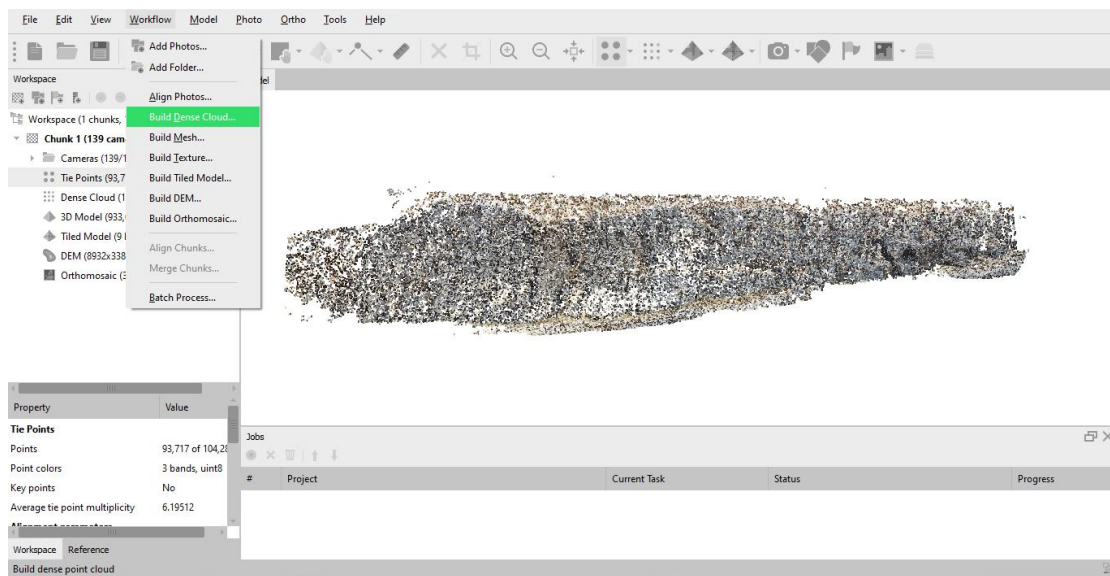 File Edit View Workflow Model Photo Ortho Tools Help
Add Photos...
Add Folder...
Align Photos...
Build Dense Cloud...
Build Mesh...
Build Texture...
Build Tiled Model...
Build DEM...
Build Orthomosaic...
Align Chunks...
Merge Chunks...
Batch Process...
Workspace
Workspace (1 chunks,
Chunk 1 (139 cam
Cameras (139/1
Tie Points (93,7
Dense Cloud (1
3D Model (933,
Tiled Model (9
DEM (8932x338
Orthomosaic (
Property Value
Tie Points
Points 93,717 of 104,28
Point colors 3 bands, uint8
Key points No
Average tie point multiplicity 6.19512
Alignment parameters
Workspace Reference
Build dense point cloud
Jobs
# Project Current Task Status Progress